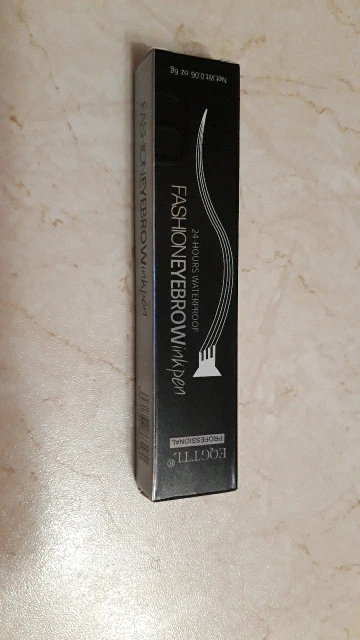 Net.Wt.0.06 oz 6g.
24-HOURS WATERPROOF
FASHIONEYEBROWinkpen
EQGTTL®
PROFESSIONAL
FASHIONEYEBROWinkpen